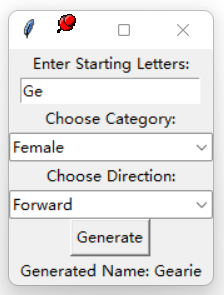 Enter Starting Letters:
Ge
Choose Category:
Female
Choose Direction:
Forward
Generate
Generated Name: Gearie